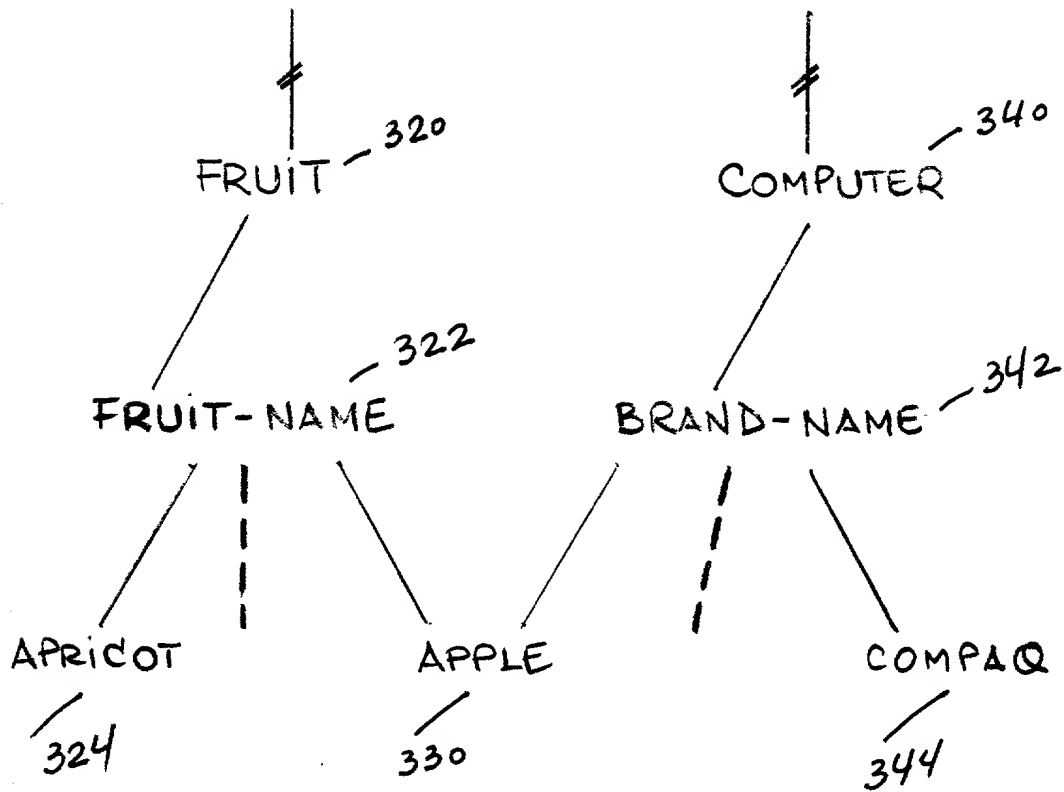 320
FRUIT
340
COMPUTER
322
FRUIT-NAME
342
BRAND-NAME
APRICOT
APPLE
COMPAQ
324
330
344